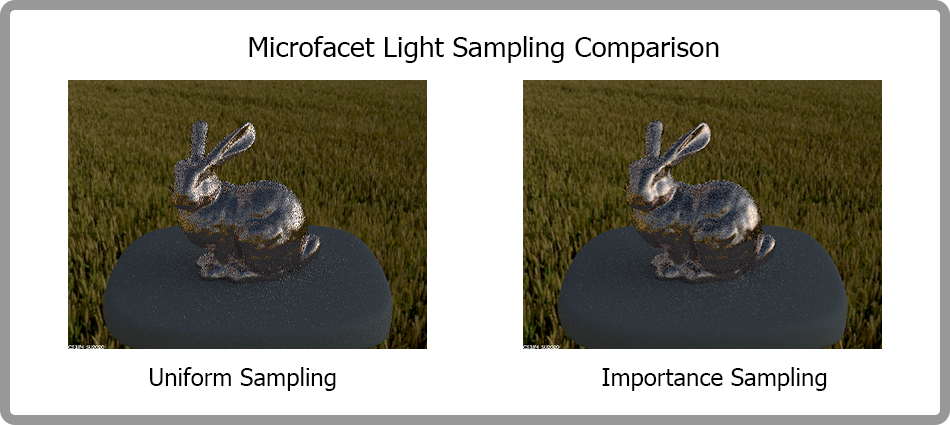 Microfacet Light Sampling Comparison
Uniform Sampling
Importance Sampling